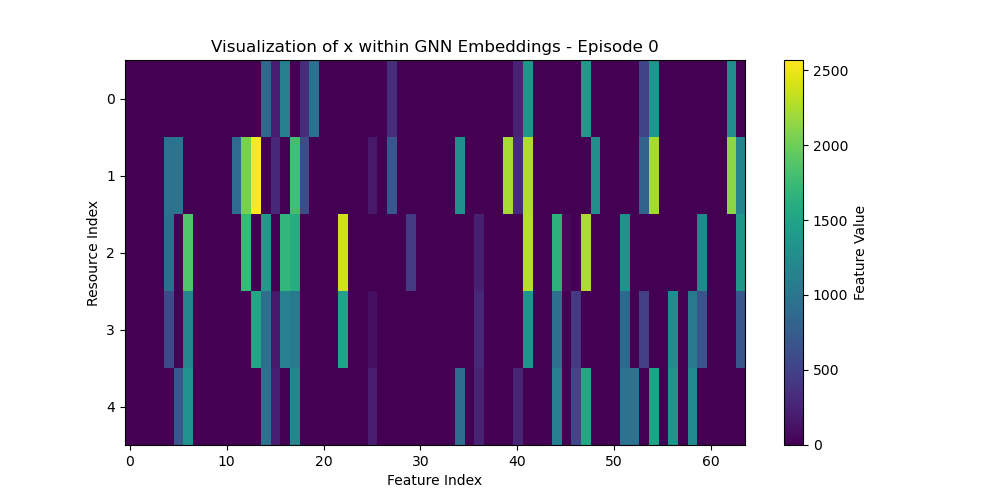 Visualization of x within GNN Embeddings - Episode 0
Resource Index
0
1
2
3
4
0 10 20 30 40 50 60
Feature Index
2500
2000
1500
1000
500
0
Feature Value